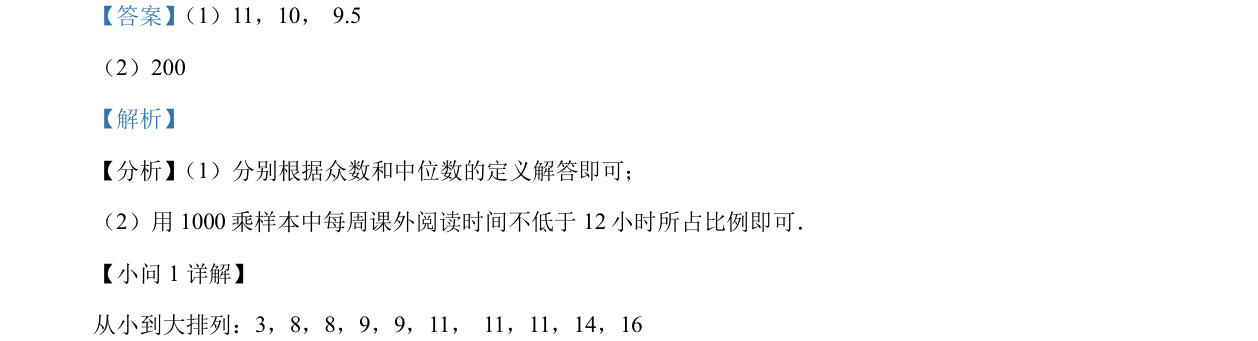 【答案】（1）11，10， 9.5
（2）200
【解析】
【分析】（1）分别根据众数和中位数的定义解答即可；
（2）用 1000 乘样本中每周课外阅读时间不低于 12 小时所占比例即可．
【小问 1 详解】
从小到大排列：3，8，8，9，9，11， 11，11，14，16